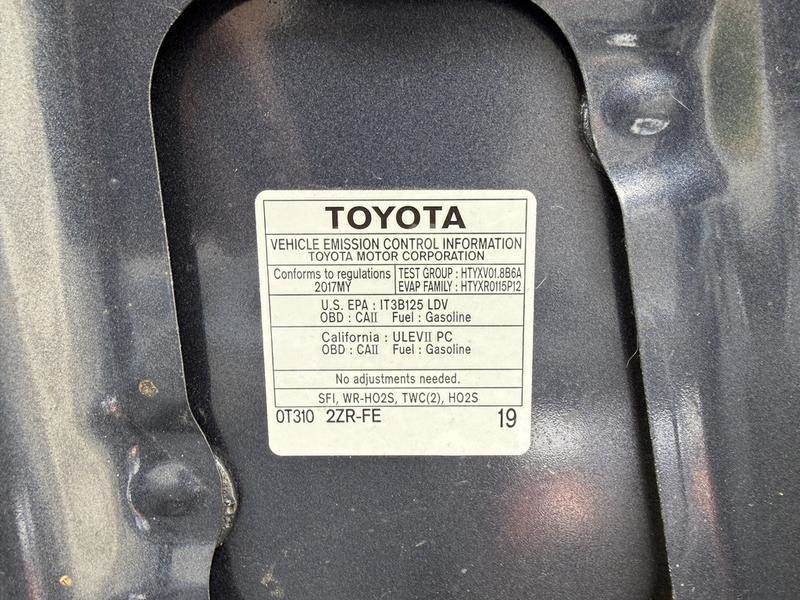 TOYOTA
VEHICLE EMISSION CONTROL INFORMATION
TOYOTA MOTOR CORPORATION
Conforms to regulations
2017MY
TEST GROUP : HTYXV01.8B6A
EVAP FAMILY : HTYXR0115P12
U.S. EPA : IT3B125 LDV
OBD : CAII Fuel : Gasoline
California : ULEVII PC
OBD : CAII Fuel : Gasoline
No adjustments needed.
SFI, WR-HO2S, TWC(2), HO2S
0T310 2ZR-FE 19